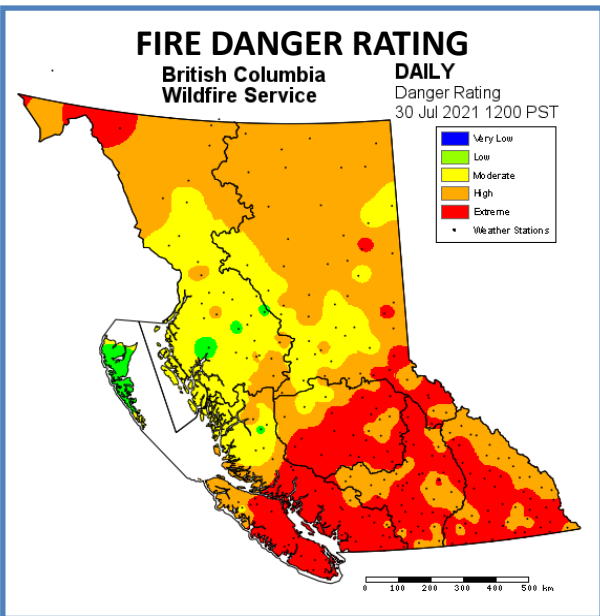 FIRE DANGER RATING
British Columbia
Wildfire Service
DAILY
Danger Rating
30 Jul 2021 1200 PST
Very Low
Low
Moderate
High
Extreme
Weather Stations
0 100 200 300 400 500 km